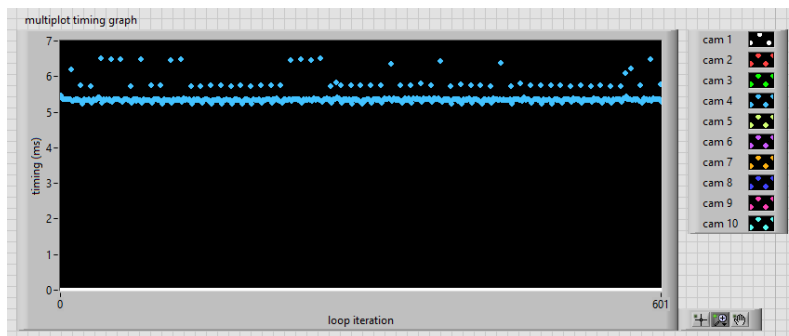 multiplot timing graph
7
6
5
4
3
2
1
0
timing (ms)
0
601
loop iteration
cam 1
cam 2
cam 3
cam 4
cam 5
cam 6
cam 7
cam 8
cam 9
cam 10